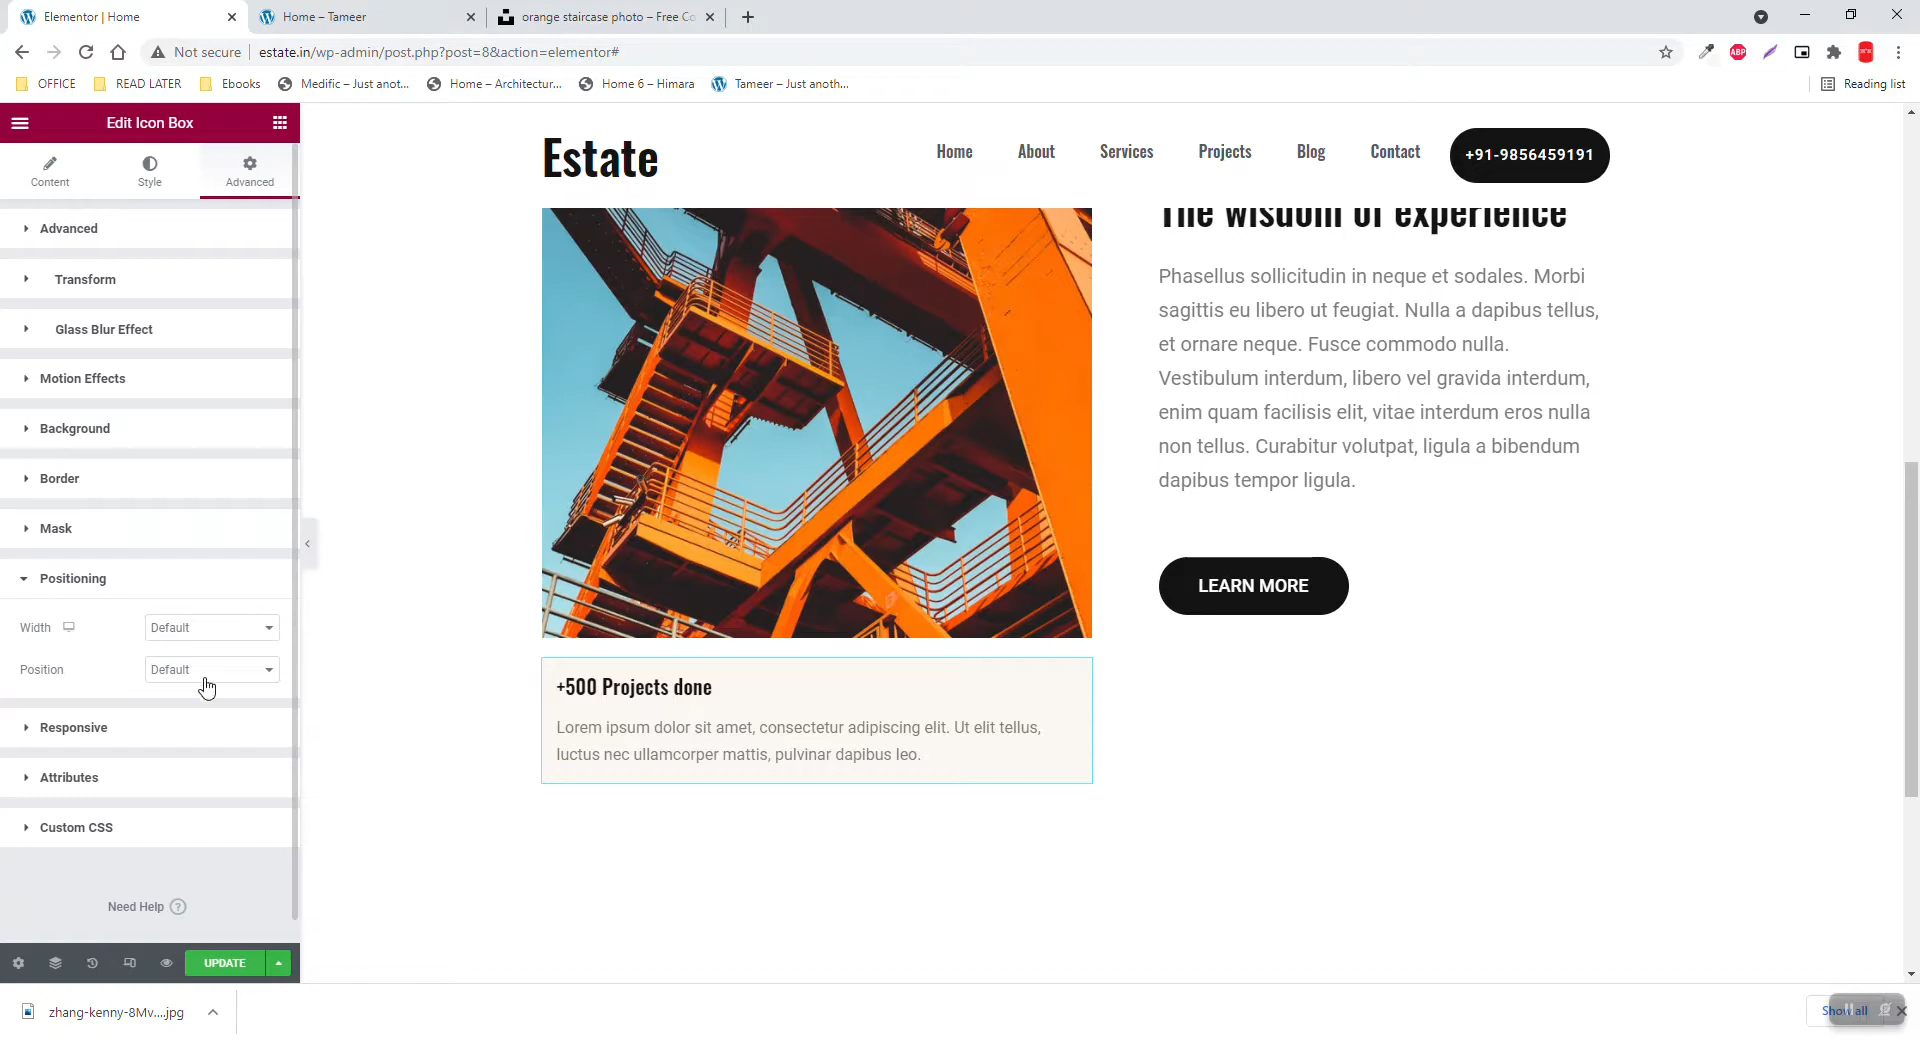 Elementor | Home
Home – Tameer
orange staircase photo – Free Co
Not secure
estate.in/wp-admin/post.php?post=8&action=elementor#
ABP
OFFICE
READ LATER
Ebooks
Medific – Just anot...
Home – Architectur...
Home 6 – Himara
Tameer – Just anoth...
Reading list
Edit Icon Box
Content
Style
Advanced
Advanced
Transform
Glass Blur Effect
Motion Effects
Background
Border
Mask
Positioning
Width
Default
Position
Default
Responsive
Attributes
Custom CSS
Need Help
?
UPDATE
Estate
Home
About
Services
Projects
Blog
Contact
+91-9856459191
The wisdom of experience
Phasellus sollicitudin in neque et sodales. Morbi
sagittis eu libero ut feugiat. Nulla a dapibus tellus,
et ornare neque. Fusce commodo nulla.
Vestibulum interdum, libero vel gravida interdum,
enim quam facilisis elit, vitae interdum eros nulla
non tellus. Curabitur volutpat, ligula a bibendum
dapibus tempor ligula.
LEARN MORE
+500 Projects done
Lorem ipsum dolor sit amet, consectetur adipiscing elit. Ut elit tellus,
luctus nec ullamcorper mattis, pulvinar dapibus leo.
zhang-kenny-8Mv....jpg
Show all